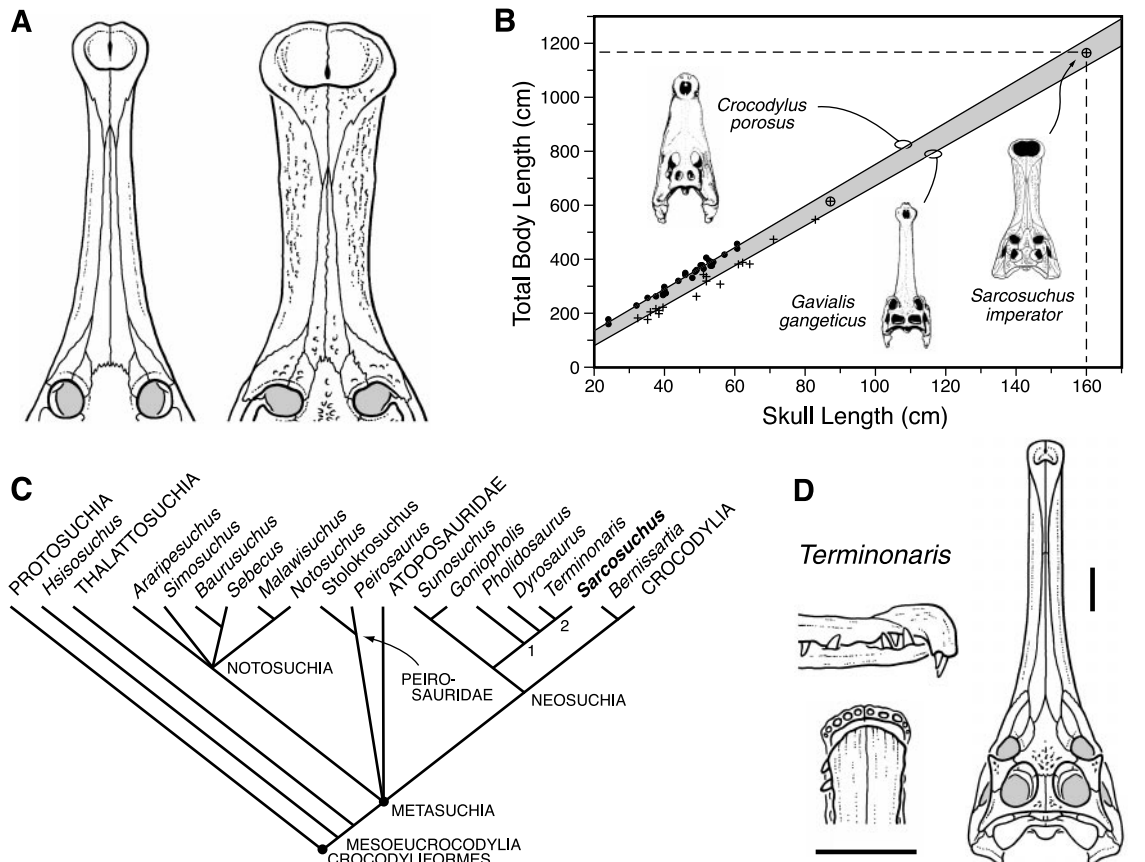 A
B
Total Body Length (cm)
1200
1000
800
600
400
200
0
20
40
60
80
100
120
140
160
Skull Length (cm)
Crocodylus
porosus
Gavialis
gangeticus
Sarcosuchus
imperator
C
PROTOSUCHIA
Hsisosuchus
THALATTOSUCHIA
Araripesuchus
Simosuchus
Baurusuchus
Sebecus
Malawisuchus
Notosuchus
Stolokrosuchus
Peirosaurus
ATOPOSAURIDAE
Sunosuchus
Goniopholis
Pholidosaurus
Dyrosaurus
Terminonaris
Sarcosuchus
Bernissartia
CROCODYLIA
2
1
NOTOSUCHIA
PEIRO-
SAURIDAE
NEOSUCHIA
METASUCHIA
MESOEUCROCODYLIA
CROCODYLIFORMES
D
Terminonaris